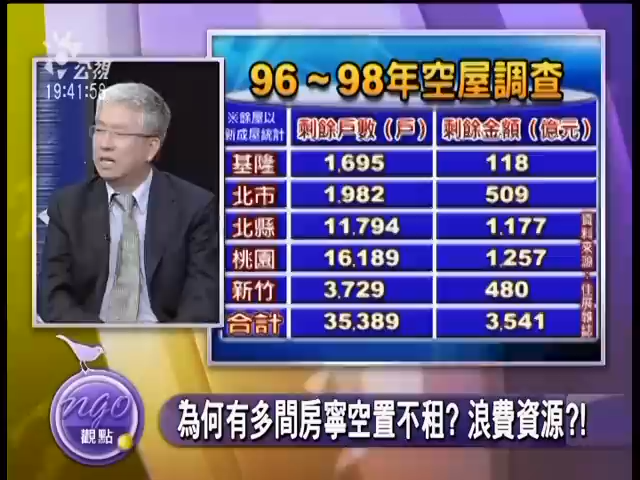 公視
19:41:58
96～98年空屋調查
※餘屋以
新成屋統計
剩餘戶數（戶）
剩餘金額（億元）
基隆 1,695 118
北市 1,982 509
北縣 11,794 1,177
桃園 16,189 1,257
新竹 3,729 480
合計 35,389 3,541
資料來源：住展雜誌
ngo
觀點
為何有多間房寧空置不租? 浪費資源?!